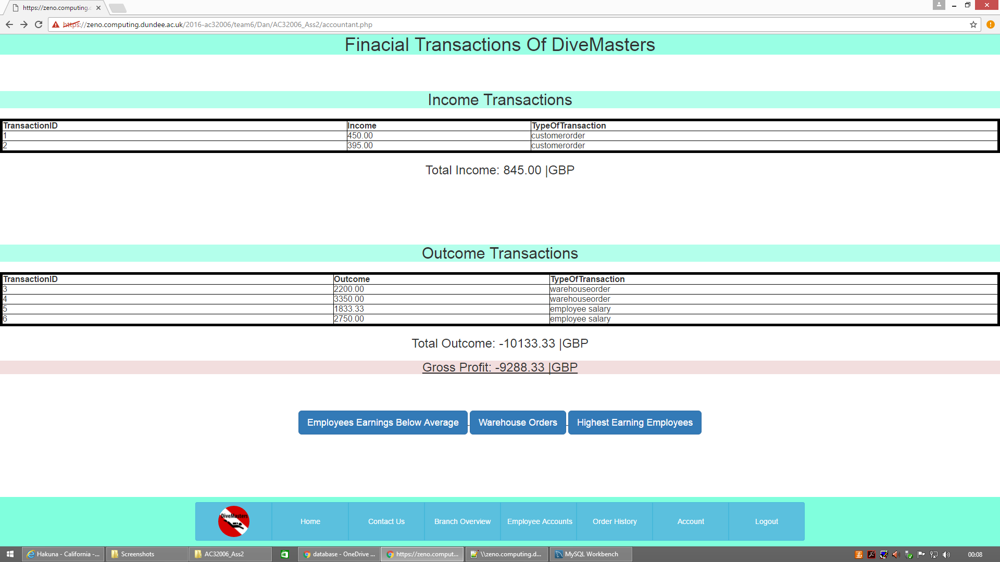 https://zeno.computing.
https://zeno.computing.dundee.ac.uk/2016-ac32006/team6/Dan/AC32006_Ass2/accountant.php
Finacial Transactions Of DiveMasters
Income Transactions
TransactionID Income TypeOfTransaction
1 450.00 customerorder
2 395.00 customerorder
Total Income: 845.00 |GBP
Outcome Transactions
TransactionID Outcome TypeOfTransaction
3 2200.00 warehouseorder
4 3350.00 warehouseorder
5 1833.33 employee salary
6 2750.00 employee salary
Total Outcome: -10133.33 |GBP
Gross Profit: -9288.33 |GBP
Employees Earnings Below Average Warehouse Orders Highest Earning Employees
DiveMasters Home Contact Us Branch Overview Employee Accounts Order History Account Logout
Hakuna - California -... Screenshots AC32006_Ass2 database - OneDrive ... https://zeno.comput... \\zeno.computing.d... MySQL Workbench 00:08